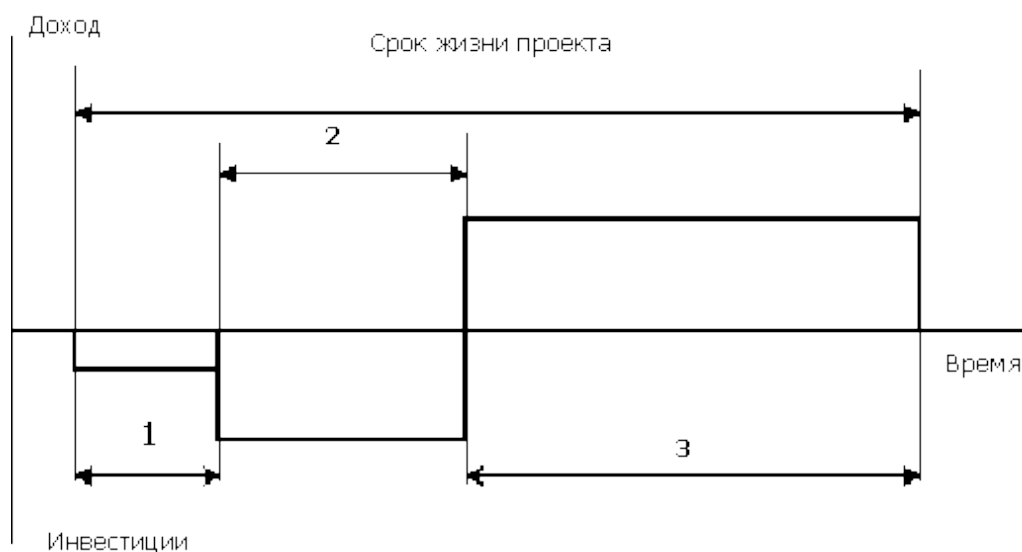 Доход
Срок жизни проекта
2
Время
1
3
Инвестиции